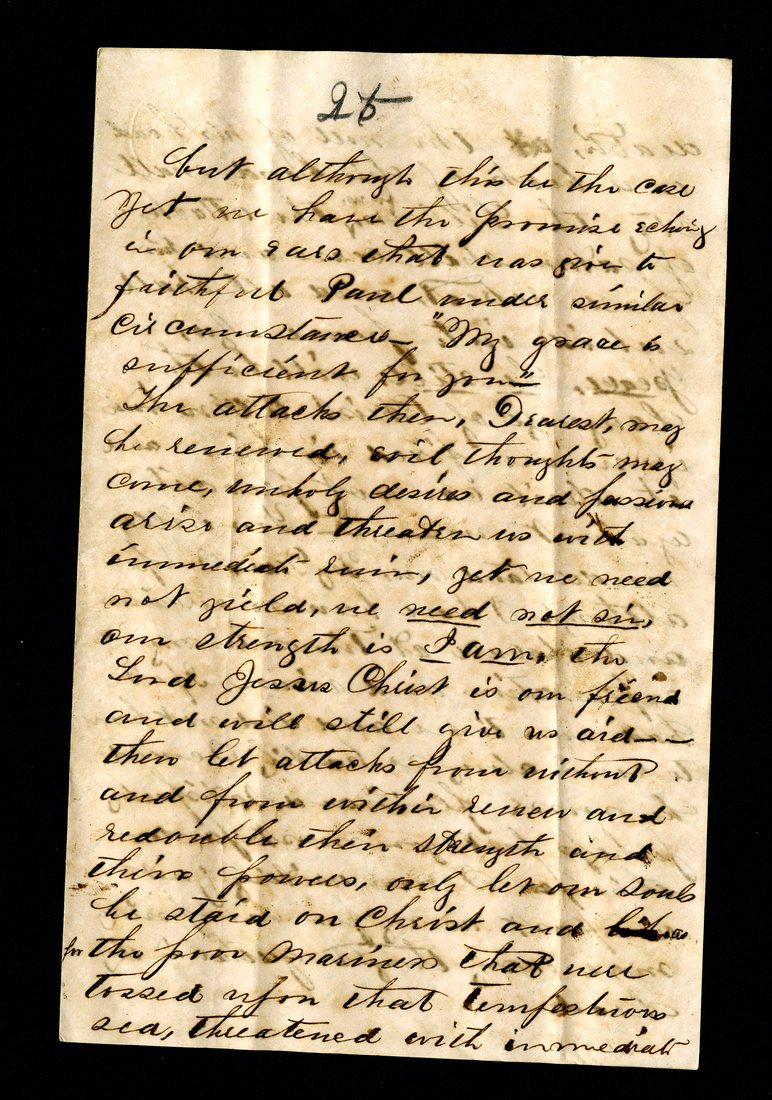 25
but although this be the case
yet we have the promise echoing
in our ears that was given to
faithful Paul under similar
circumstances— "My grace is
sufficient for you—"
The attacks then, Dearest, may
be renewed, evil thoughts may
come, unholy desires and passions
arise and threaten us with
immediate ruin, yet we need
not yield, we need not sin,
our strength is I am, the
Lord Jesus Christ is our friend
and will still give us aid——
then let attacks from without
and from within renew and
redouble their strength and
their powers, only let our souls
be staid on Christ and as
for the poor mariners that were
tossed upon that tempestuous
sea, threatened with immediate